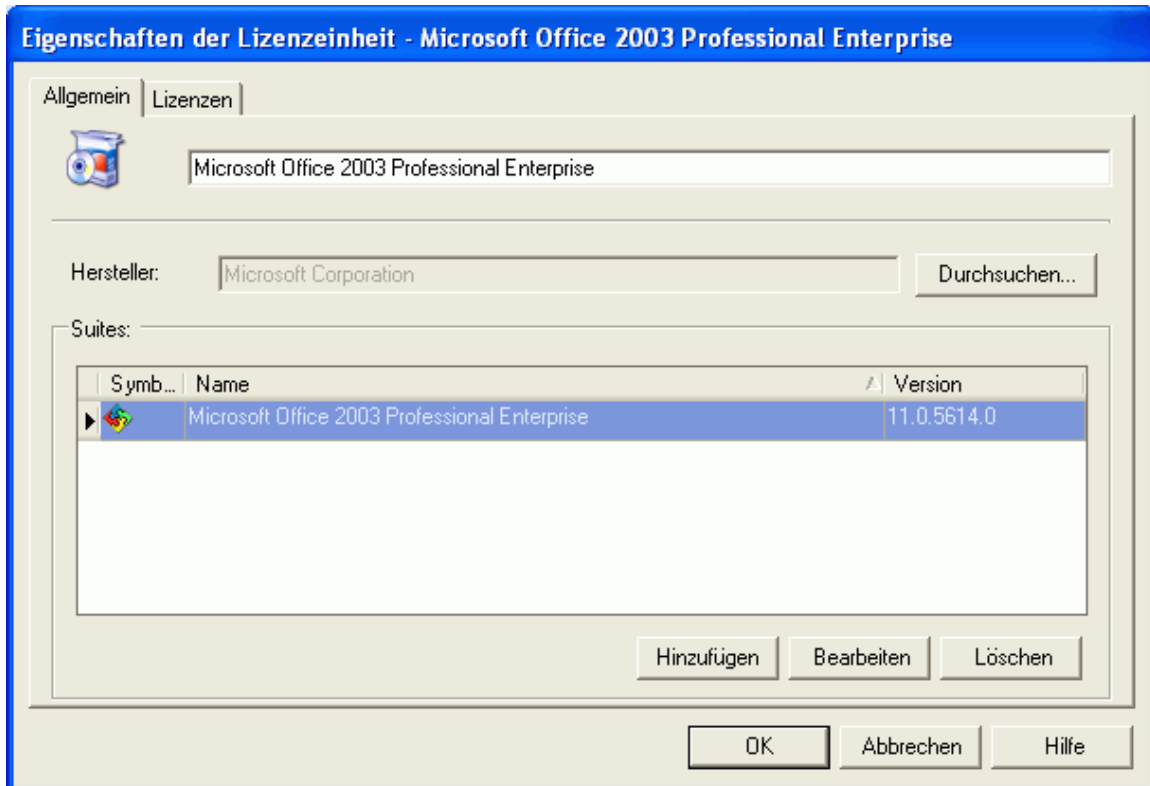 Eigenschaften der Lizenzeinheit - Microsoft Office 2003 Professional Enterprise
Allgemein Lizenzen
Microsoft Office 2003 Professional Enterprise
Hersteller: Microsoft Corporation Durchsuchen...
Suites:
Symb... Name Version
Microsoft Office 2003 Professional Enterprise 11.0.5614.0
Hinzufügen Bearbeiten Löschen
OK Abbrechen Hilfe